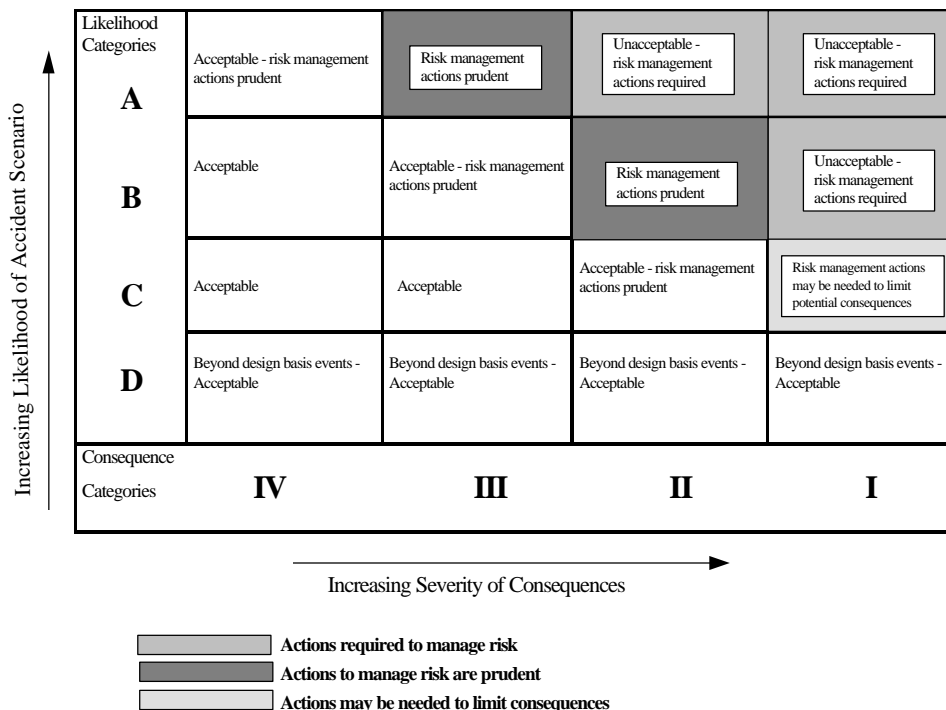 Likelihood
Categories
Increasing Likelihood of Accident Scenario
A
Acceptable - risk management
actions prudent
Risk management
actions prudent
Unacceptable -
risk management
actions required
Unacceptable -
risk management
actions required
B
Acceptable
Acceptable - risk management
actions prudent
Risk management
actions prudent
Unacceptable -
risk management
actions required
C
Acceptable
Acceptable
Acceptable - risk management
actions prudent
Risk management actions
may be needed to limit
potential consequences
D
Beyond design basis events -
Acceptable
Beyond design basis events -
Acceptable
Beyond design basis events -
Acceptable
Beyond design basis events -
Acceptable
Consequence
Categories
IV
III
II
I
Increasing Severity of Consequences
Actions required to manage risk
Actions to manage risk are prudent
Actions may be needed to limit consequences